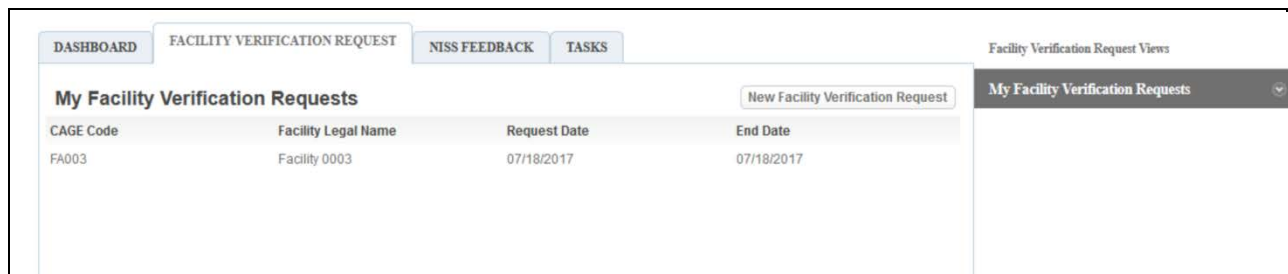 DASHBOARD FACILITY VERIFICATION REQUEST NISS FEEDBACK TASKS
My Facility Verification Requests New Facility Verification Request
CAGE Code Facility Legal Name Request Date End Date
FA003 Facility 0003 07/18/2017 07/18/2017
Facility Verification Request Views
My Facility Verification Requests